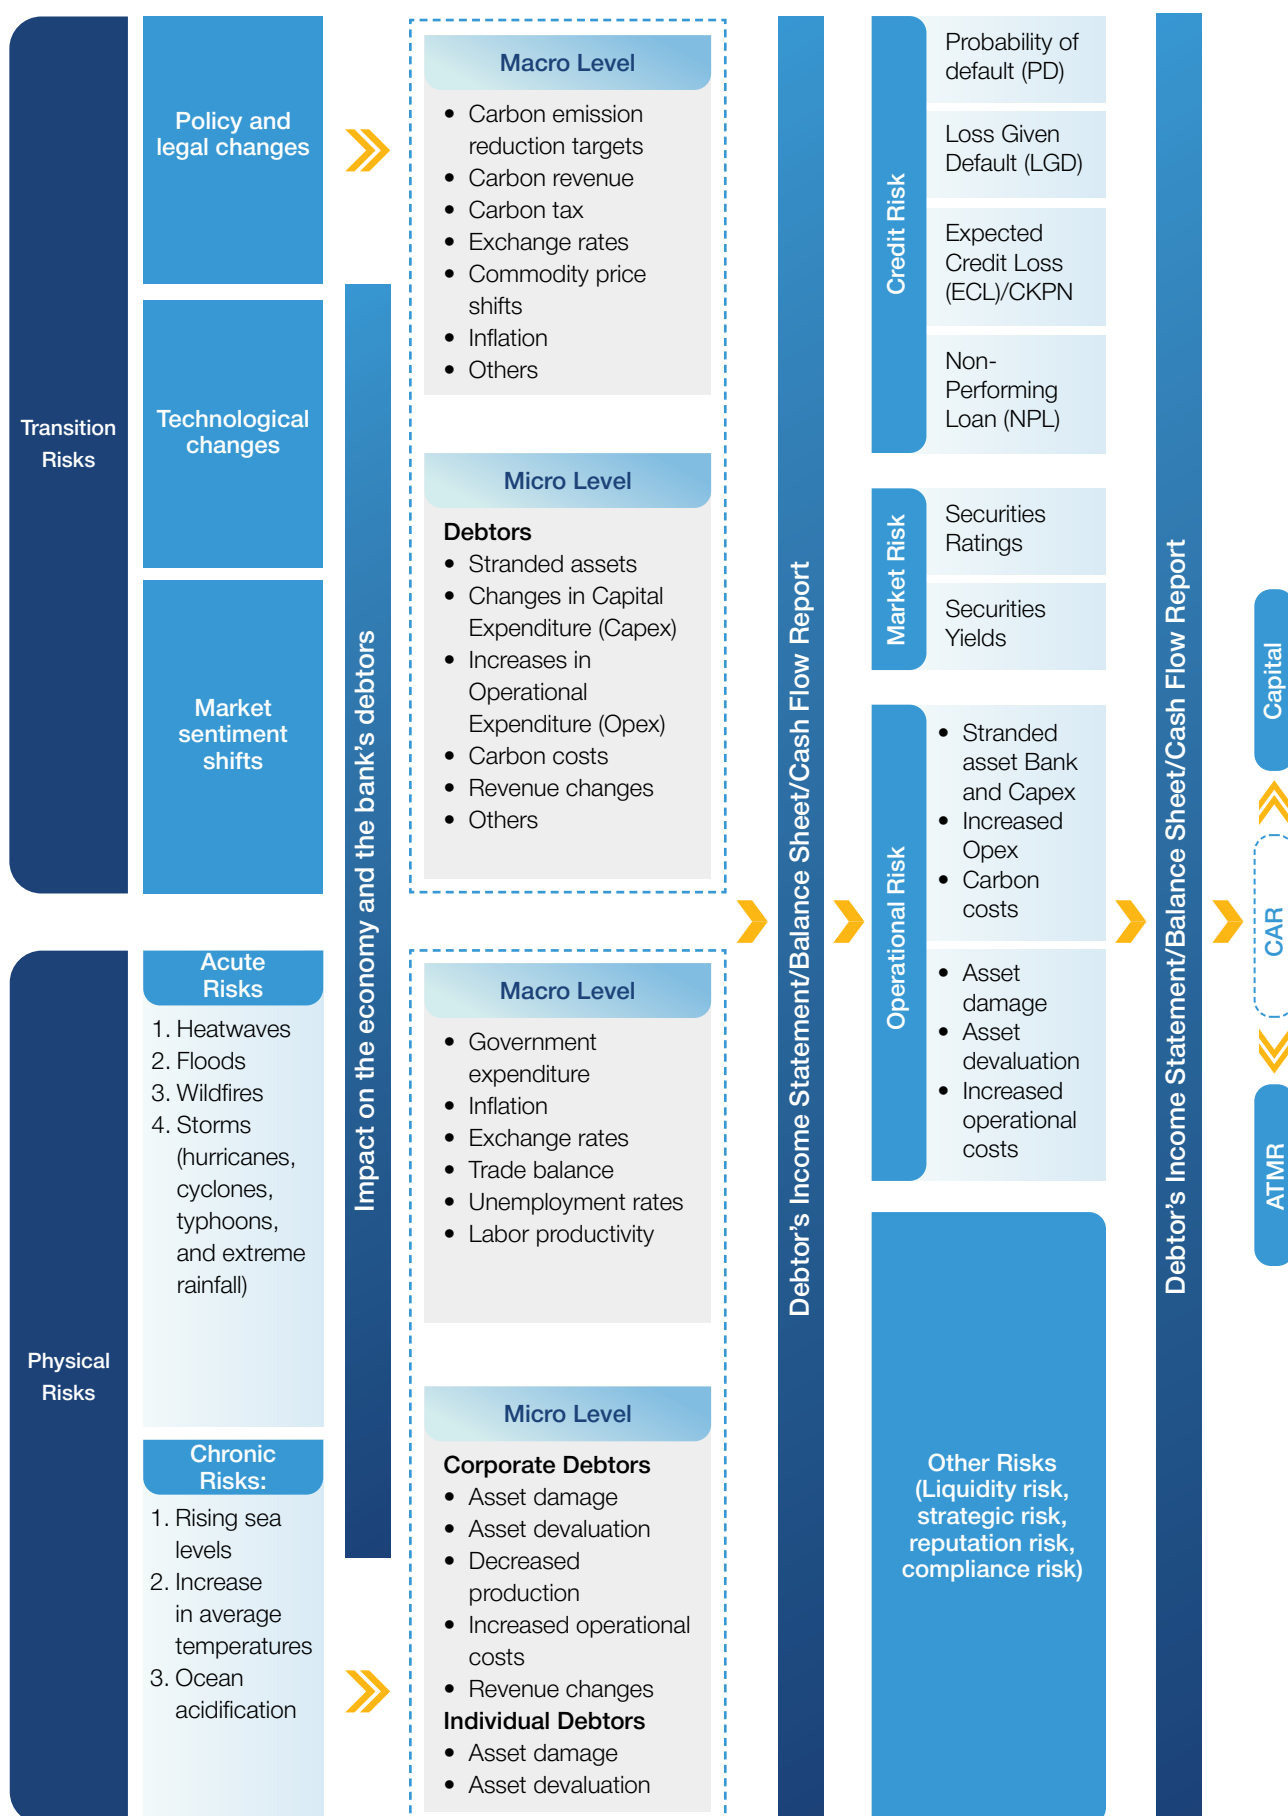 Transition
Risks
Policy and
legal changes
Technological
changes
Market
sentiment
shifts
Physical
Risks
Acute
Risks
1. Heatwaves
2. Floods
3. Wildfires
4. Storms
(hurricanes,
cyclones,
typhoons,
and extreme
rainfall)
Chronic
Risks:
1. Rising sea
levels
2. Increase
in average
temperatures
3. Ocean
acidification
Impact on the economy and the bank's debtors
Macro Level
• Carbon emission
reduction targets
• Carbon revenue
• Carbon tax
• Exchange rates
• Commodity price
shifts
• Inflation
• Others
Micro Level
Debtors
• Stranded assets
• Changes in Capital
Expenditure (Capex)
• Increases in
Operational
Expenditure (Opex)
• Carbon costs
• Revenue changes
• Others
Macro Level
• Government
expenditure
• Inflation
• Exchange rates
• Trade balance
• Unemployment rates
• Labor productivity
Micro Level
Corporate Debtors
• Asset damage
• Asset devaluation
• Decreased
production
• Increased operational
costs
• Revenue changes
Individual Debtors
• Asset damage
• Asset devaluation
Debtor's Income Statement/Balance Sheet/Cash Flow Report
Credit Risk
Probability of
default (PD)
Loss Given
Default (LGD)
Expected
Credit Loss
(ECL)/CKPN
Non-
Performing
Loan (NPL)
Market Risk
Securities
Ratings
Securities
Yields
Operational Risk
• Stranded
asset Bank
and Capex
• Increased
Opex
• Carbon
costs
• Asset
damage
• Asset
devaluation
• Increased
operational
costs
Other Risks
(Liquidity risk,
strategic risk,
reputation risk,
compliance risk)
Debtor's Income Statement/Balance Sheet/Cash Flow Report
Capital
CAR
ATMR